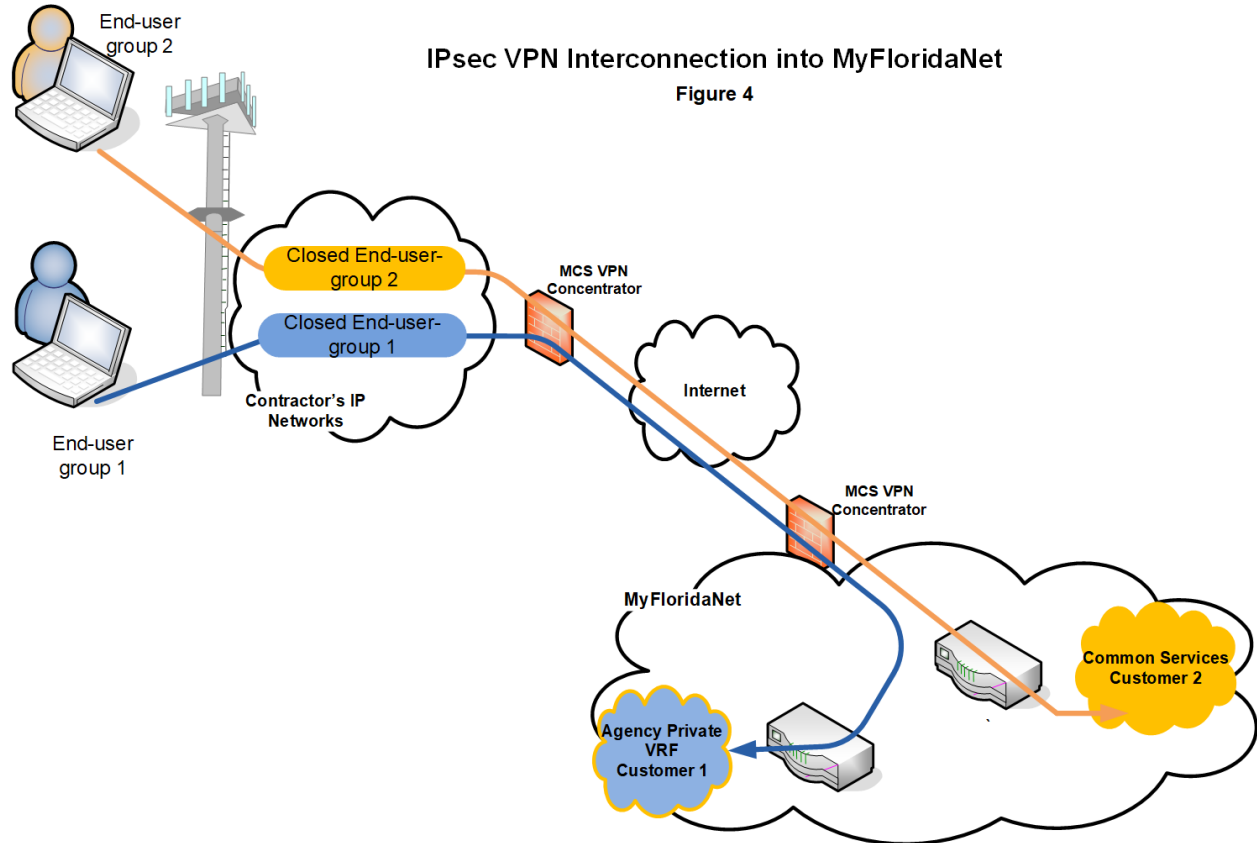 End-user
group 2
IPsec VPN Interconnection into MyFloridaNet
Figure 4
Closed End-user-
group 2
MCS VPN
Concentrator
Closed End-user-
group 1
Internet
Contractor's IP
Networks
End-user
group 1
MCS VPN
Concentrator
MyFloridaNet
Common Services
Customer 2
Agency Private
VRF
Customer 1